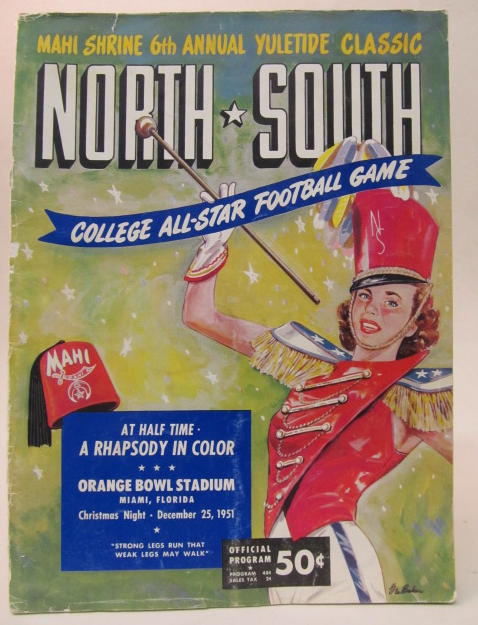 MAHI SHRINE 6th ANNUAL YULETIDE CLASSIC
NORTH ★ SOUTH
COLLEGE ALL-STAR FOOTBALL GAME
N
S
MAHI
AT HALF TIME ·
A RHAPSODY IN COLOR
★ ★ ★
ORANGE BOWL STADIUM
MIAMI, FLORIDA
Christmas Night · December 25, 1951
★
"STRONG LEGS RUN THAT
WEAK LEGS MAY WALK"
OFFICIAL
PROGRAM
★
PROGRAM 48¢
SALES TAX 2¢
50¢